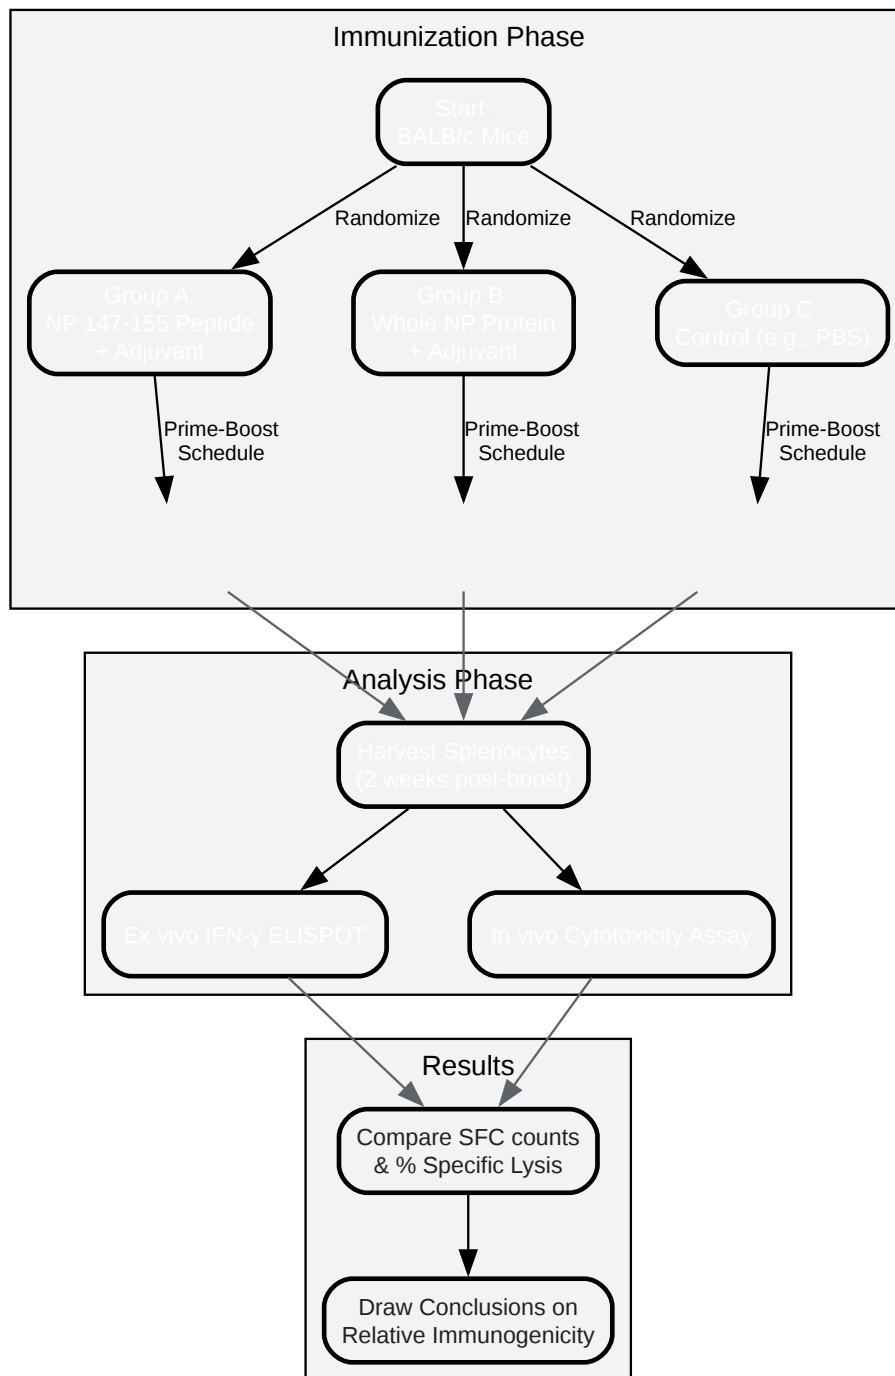 Immunization Phase
Start:
BALB/c Mice
Randomize
Randomize
Randomize
Group A:
NP 147-155 Peptide
+ Adjuvant
Group B:
Whole NP Protein
+ Adjuvant
Group C:
Control (e.g., PBS)
Prime-Boost
Schedule
Prime-Boost
Schedule
Prime-Boost
Schedule
Analysis Phase
Harvest Splenocytes
(2 weeks post-boost)
Ex vivo IFN-γ ELISPOT
In vivo Cytotoxicity Assay
Results
Compare SFC counts
& % Specific Lysis
Draw Conclusions on
Relative Immunogenicity